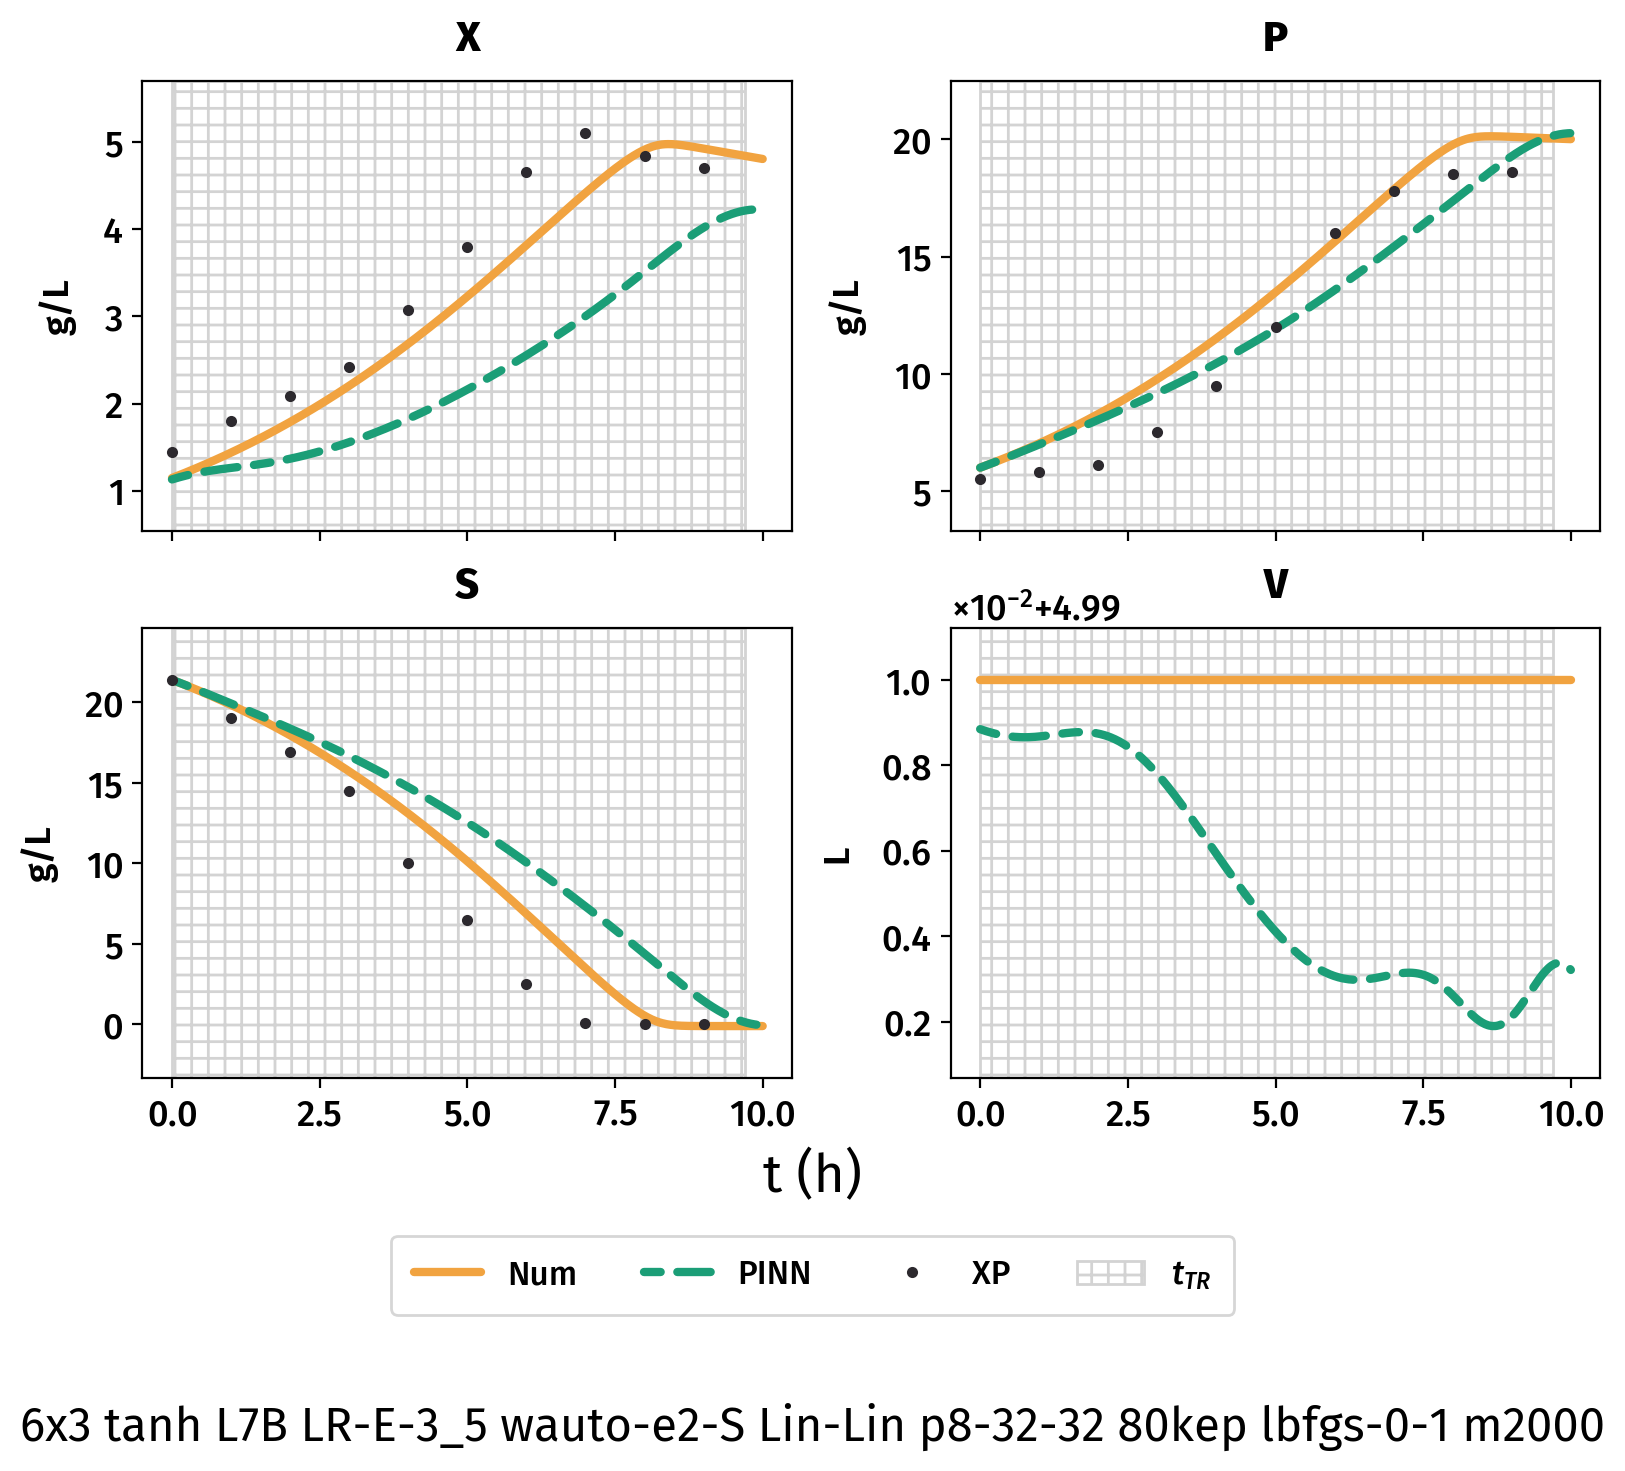 X
P
5
4
3
2
1
g/L
20
15
10
5
g/L
S
V
×10⁻²+4.99
20
15
10
5
0
g/L
1.0
0.8
0.6
0.4
0.2
L
0.0 2.5 5.0 7.5 10.0
0.0 2.5 5.0 7.5 10.0
t (h)
Num PINN XP t_TR
6x3 tanh L7B LR-E-3_5 wauto-e2-S Lin-Lin p8-32-32 80kep lbfgs-0-1 m2000